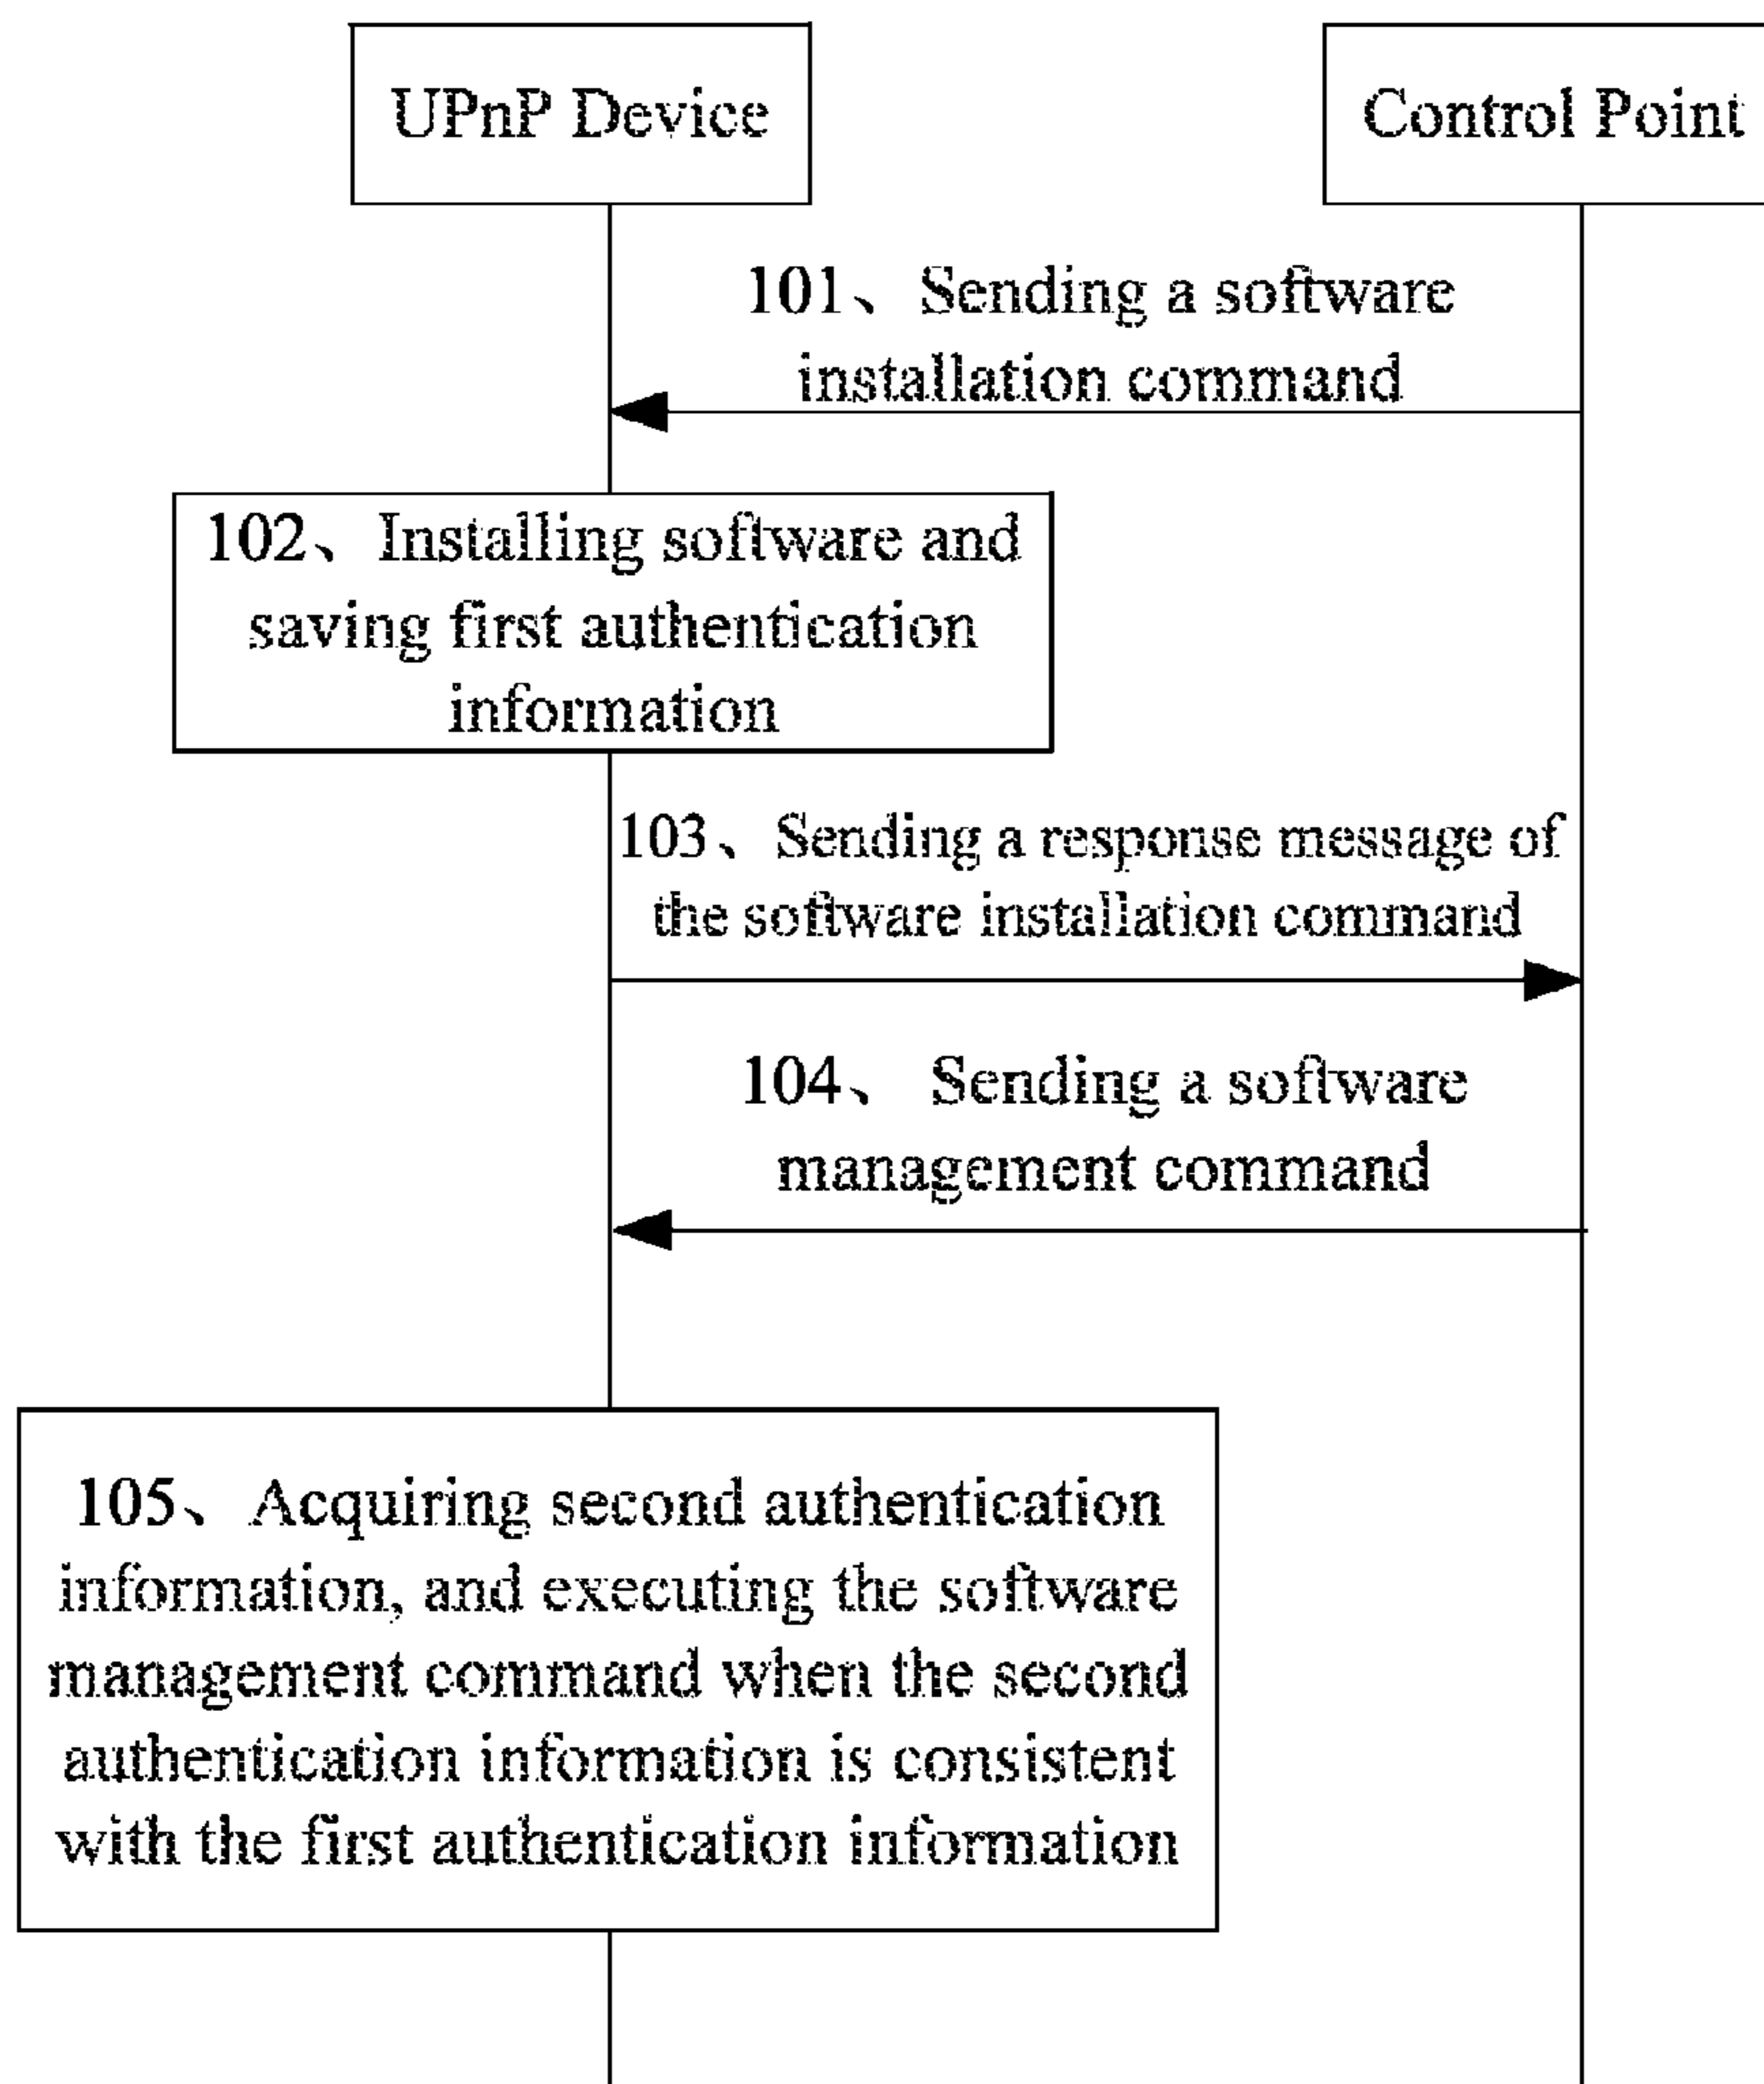 UPnP Device
Control Point
101、 Sending a software
installation command
102、 Installing software and
saving first authentication
information
103、 Sending a response message of
the software installation command
104、 Sending a software
management command
105、 Acquiring second authentication
information, and executing the software
management command when the second
authentication information is consistent
with the first authentication information